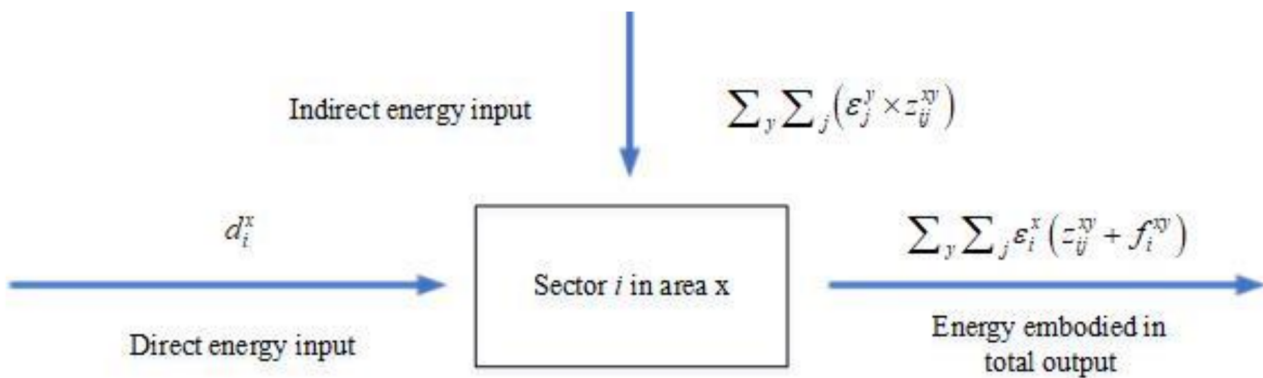 Indirect energy input
∑_y ∑_j (ε_j^y × z_ij^xy)
d_i^x
∑_y ∑_j ε_i^x (z_ij^xy + f_i^xy)
Sector i in area x
Direct energy input
Energy embodied in
total output